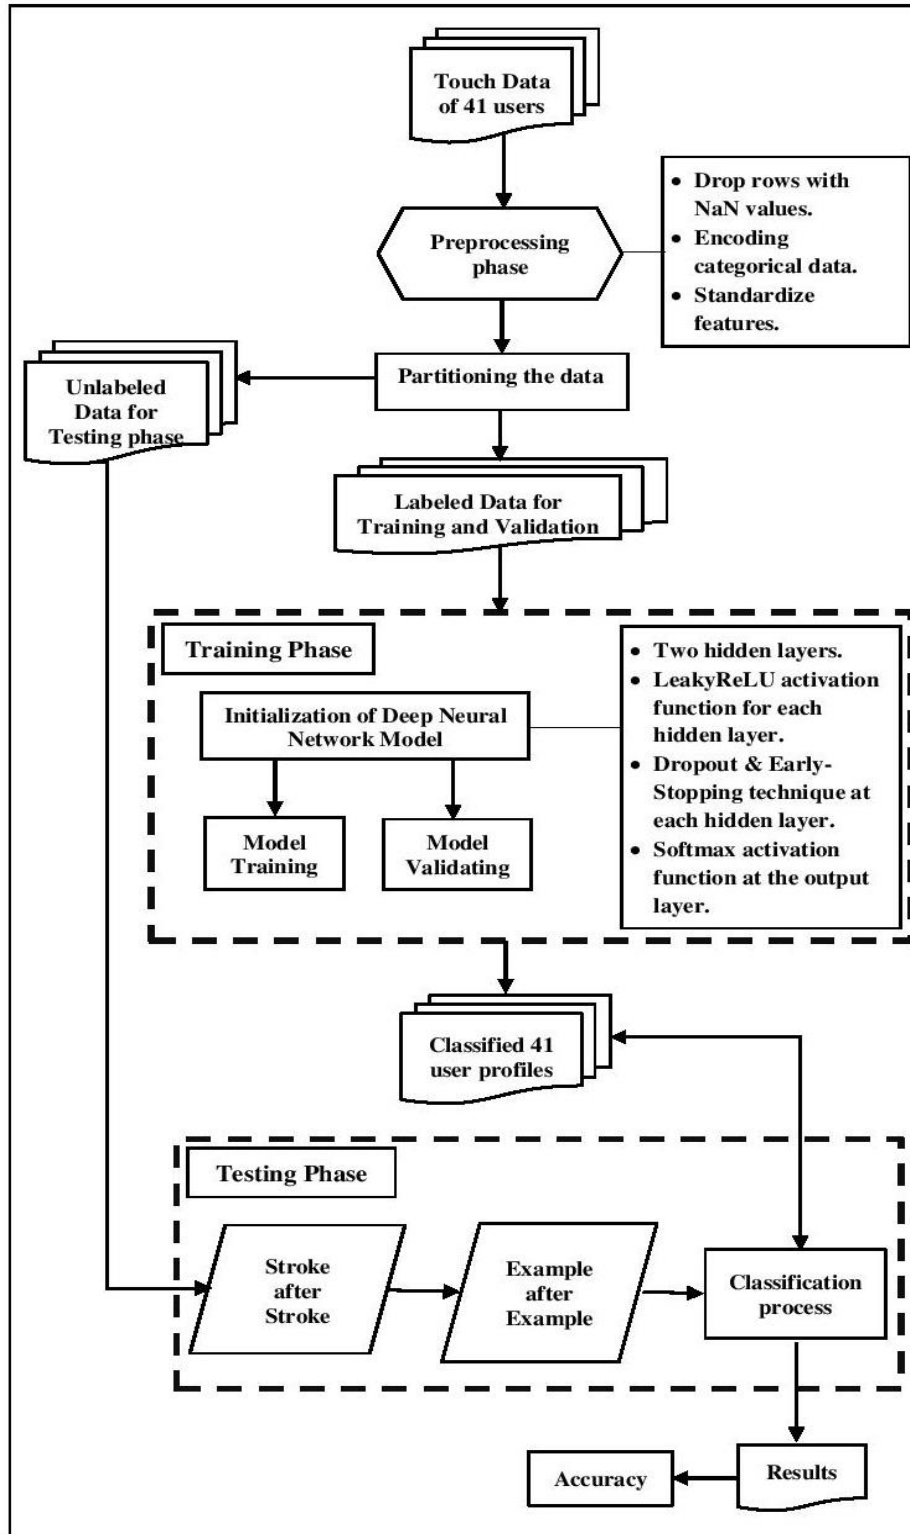 Touch Data
of 41 users
Preprocessing
phase
• Drop rows with
NaN values.
• Encoding
categorical data.
• Standardize
features.
Partitioning the data
Unlabeled
Data for
Testing phase
Labeled Data for
Training and Validation
Training Phase
Initialization of Deep Neural
Network Model
Model
Training
Model
Validating
• Two hidden layers.
• LeakyReLU activation
function for each
hidden layer.
• Dropout & Early-
Stopping technique at
each hidden layer.
• Softmax activation
function at the output
layer.
Classified 41
user profiles
Testing Phase
Stroke
after
Stroke
Example
after
Example
Classification
process
Results
Accuracy